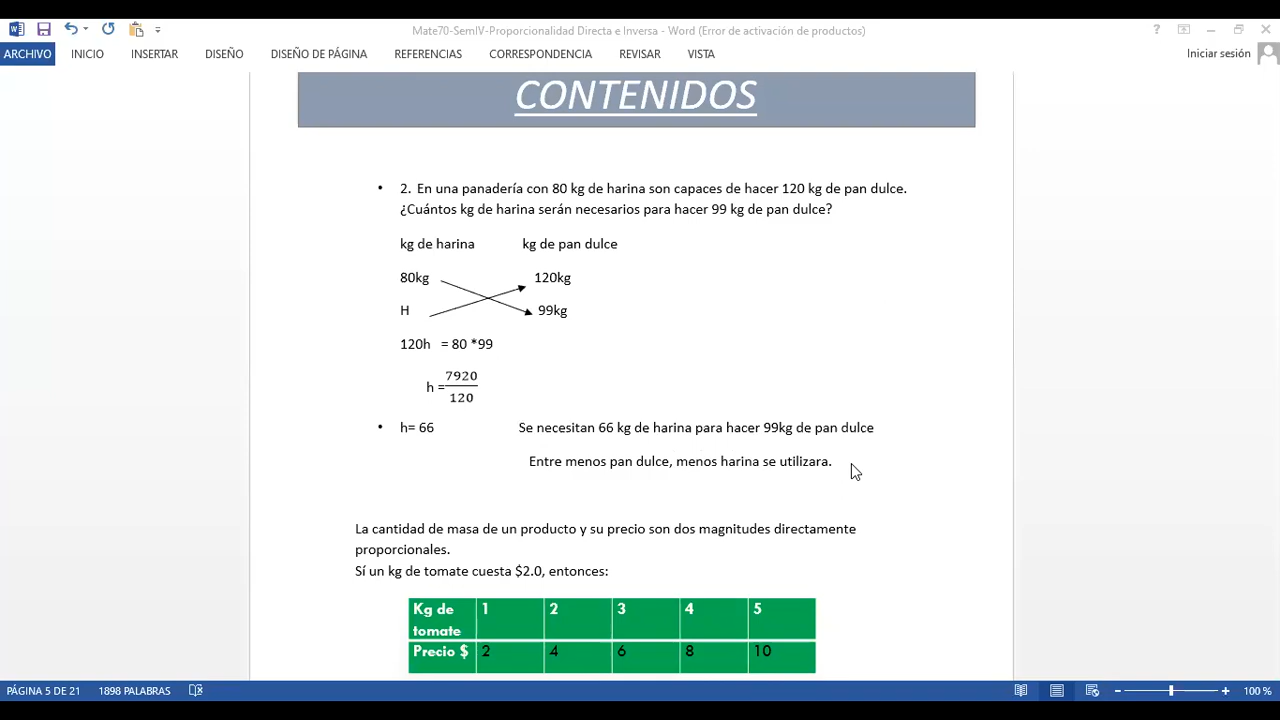 Mate70-SemIV-Proporcionalidad Directa e Inversa - Word (Error de activación de productos)
ARCHIVO INICIO INSERTAR DISEÑO DISEÑO DE PÁGINA REFERENCIAS CORRESPONDENCIA REVISAR VISTA Iniciar sesión
CONTENIDOS
• 2. En una panadería con 80 kg de harina son capaces de hacer 120 kg de pan dulce.
¿Cuántos kg de harina serán necesarios para hacer 99 kg de pan dulce?
kg de harina kg de pan dulce
80kg 120kg
H 99kg
120h = 80 *99
h = 7920
120
• h= 66 Se necesitan 66 kg de harina para hacer 99kg de pan dulce
Entre menos pan dulce, menos harina se utilizara.
La cantidad de masa de un producto y su precio son dos magnitudes directamente
proporcionales.
Sí un kg de tomate cuesta $2.0, entonces:
Kg de 1 2 3 4 5
tomate
Precio $ 2 4 6 8 10
PÁGINA 5 DE 21 1898 PALABRAS 100 %